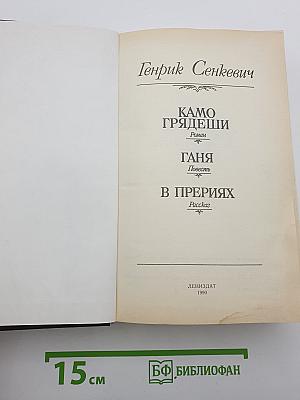 Генрик Сенкевич
КАМО
ГРЯДЕШИ
Роман
ГАНЯ
Повесть
В ПРЕРИЯХ
Рассказ
ЛЕНИЗДАТ
1990
15 см
БФ БИБЛИОФАН